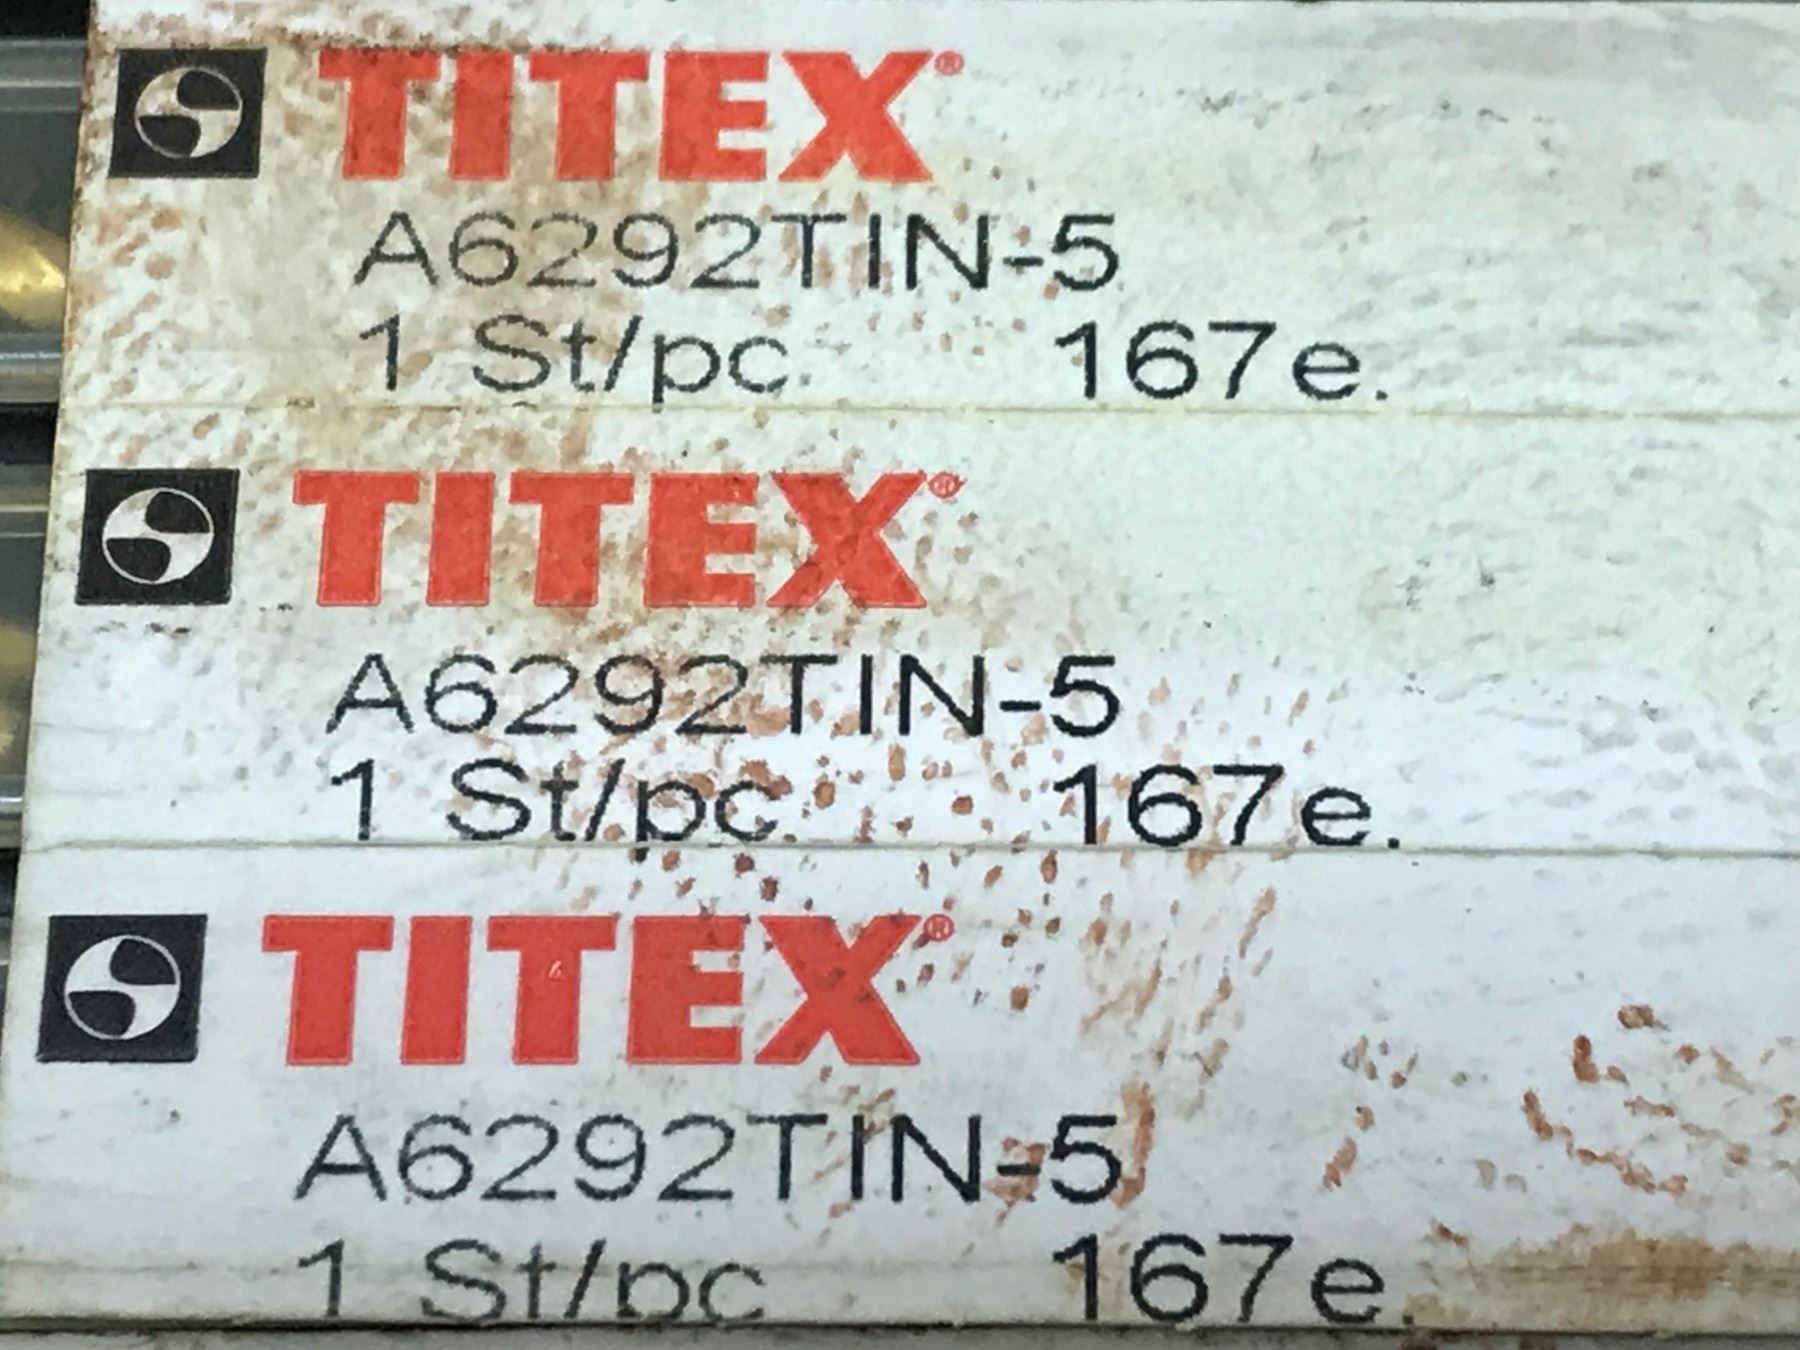 TITEX®
A6292TIN-5
1 St/pc. 167e.
TITEX®
A6292TIN-5
1 St/pc. 167e.
TITEX®
A6292TIN-5
1 St/pc 167e.